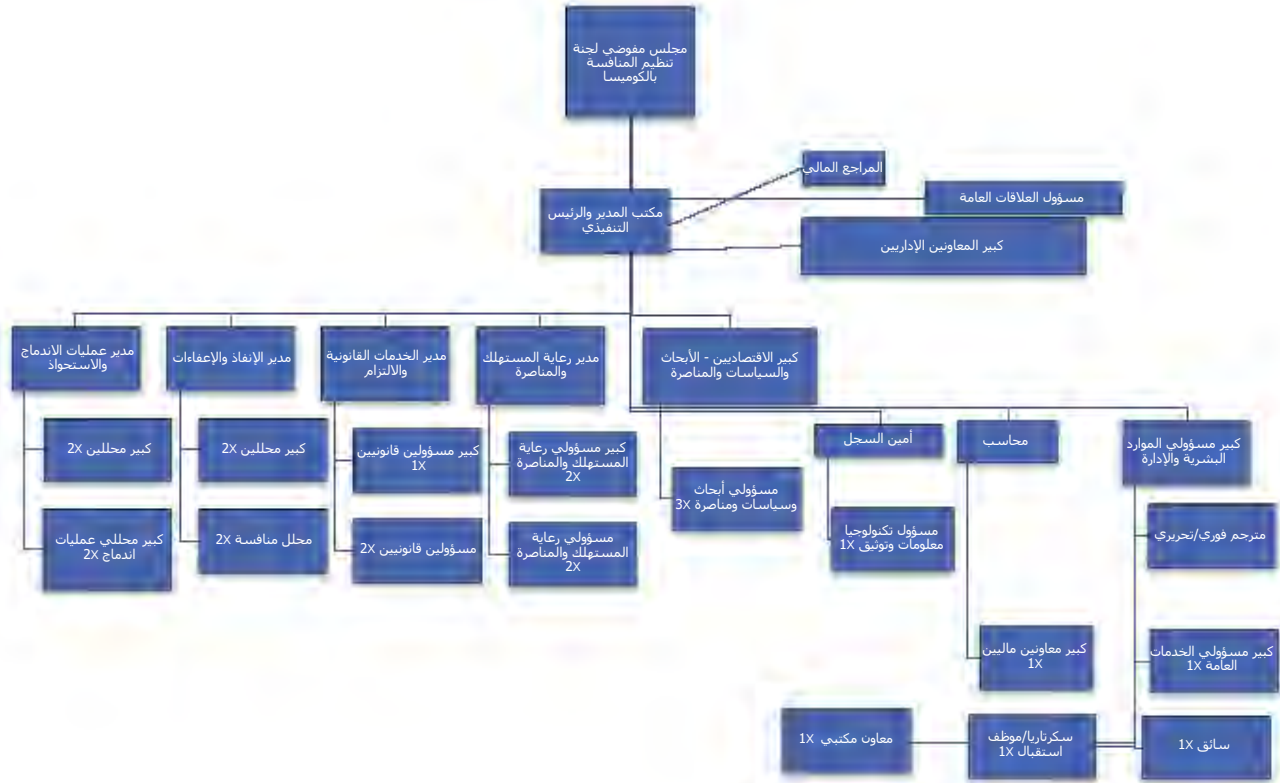 مجلس مفوضي لجنة
تنظيم المنافسة
بالكوميسا
المراجع المالي
مسؤول العلاقات العامة
مكتب المدير والرئيس
التنفيذي
كبير المعاونين الإداريين
مدير عمليات الاندماج
والاستحواذ
مدير الإنفاذ والإعفاءات
مدير الخدمات القانونية
والالتزام
مدير رعاية المستهلك
والمناصرة
كبير الاقتصاديين - الأبحاث
والسياسات والمناصرة
كبير محللين 2X
كبير محللين 2X
كبير مسؤولين قانونيين
1X
كبير مسؤولي رعاية
المستهلك والمناصرة
2X
أمين السجل
محاسب
كبير مسؤولي الموارد
البشرية والإدارة
مسؤولي أبحاث
وسياسات ومناصرة 3X
كبير محللي عمليات
اندماج 2X
محلل منافسة 2X
مسؤولين قانونيين 2X
مسؤولي رعاية
المستهلك والمناصرة
2X
مسؤول تكنولوجيا
معلومات وتوثيق 1X
مترجم فوري/تحريري
كبير معاونين ماليين
1X
كبير مسؤولي الخدمات
العامة 1X
معاون مكتبي 1X
سكرتاريا/موظف
استقبال 1X
سائق 1X